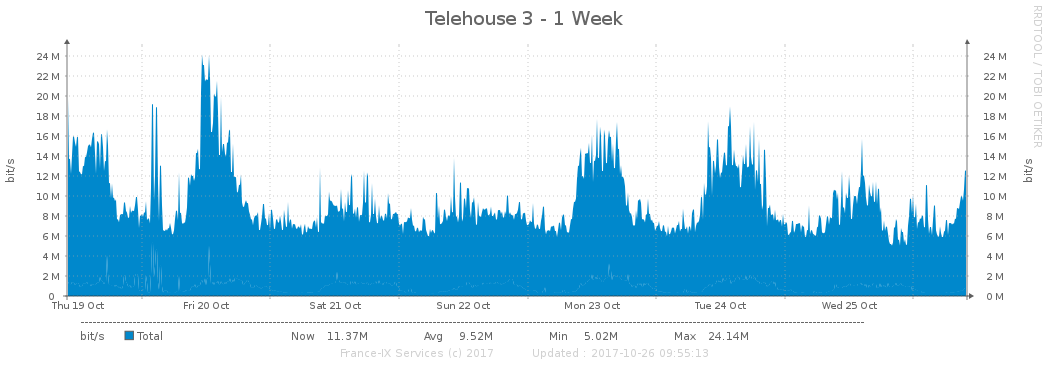 Telehouse 3 - 1 Week
RRDTOOL / TOBI OETIKER
bit/s
24 M 24 M
22 M 22 M
20 M 20 M
18 M 18 M
16 M 16 M
14 M 14 M
12 M 12 M
10 M 10 M
8 M 8 M
6 M 6 M
4 M 4 M
2 M 2 M
0 0 M
bit/s
Thu 19 Oct Fri 20 Oct Sat 21 Oct Sun 22 Oct Mon 23 Oct Tue 24 Oct Wed 25 Oct
bit/s Total Now 11.37M Avg 9.52M Min 5.02M Max 24.14M
France-IX Services (c) 2017 Updated : 2017-10-26 09:55:13